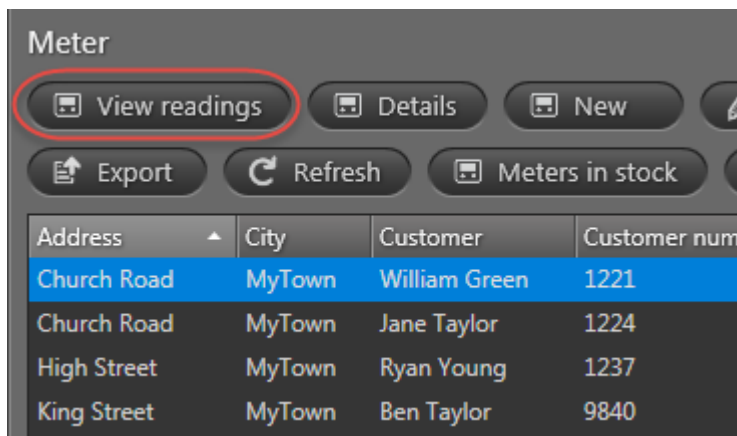 Meter
View readings Details New
Export Refresh Meters in stock
Address City Customer Customer num
Church Road MyTown William Green 1221
Church Road MyTown Jane Taylor 1224
High Street MyTown Ryan Young 1237
King Street MyTown Ben Taylor 9840